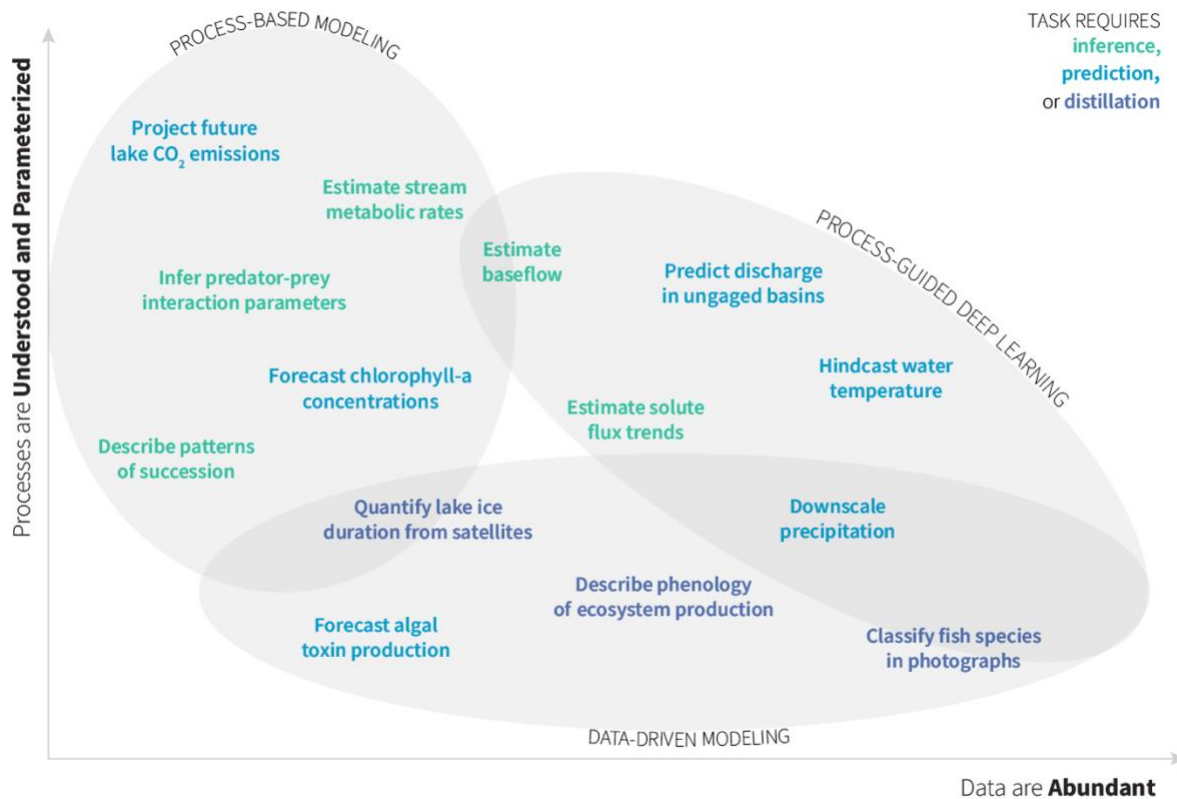 PROCESS-BASED MODELING
TASK REQUIRES
inference,
prediction,
or distillation
Processes are Understood and Parameterized
Project future
lake CO₂ emissions
Estimate stream
metabolic rates
Infer predator-prey
interaction parameters
Estimate
baseflow
Predict discharge
in ungaged basins
PROCESS-GUIDED DEEP LEARNING
Forecast chlorophyll-a
concentrations
Hindcast water
temperature
Estimate solute
flux trends
Describe patterns
of succession
Quantify lake ice
duration from satellites
Downscale
precipitation
Describe phenology
of ecosystem production
Forecast algal
toxin production
Classify fish species
in photographs
DATA-DRIVEN MODELING
Data are Abundant